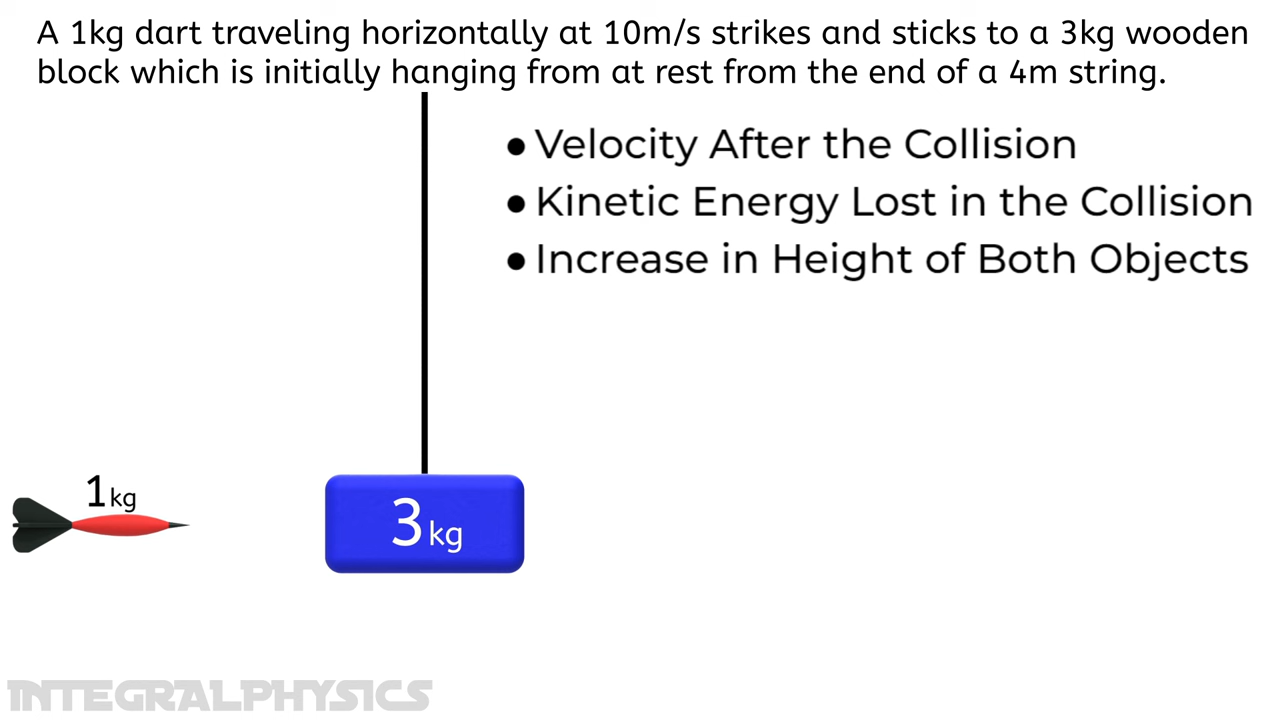 A 1kg dart traveling horizontally at 10m/s strikes and sticks to a 3kg wooden
block which is initially hanging from at rest from the end of a 4m string.
• Velocity After the Collision
• Kinetic Energy Lost in the Collision
• Increase in Height of Both Objects
1kg
3kg
INTEGRALPHYSICS